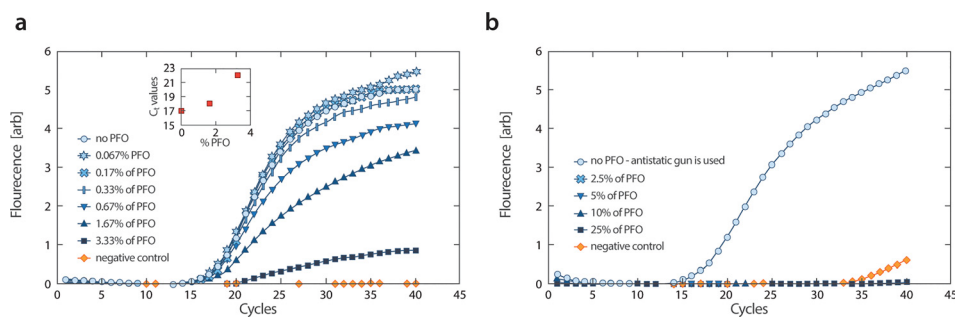 a
Flourecence [arb]
6
5
4
3
2
1
0
0 5 10 15 20 25 30 35 40 45
Cycles
Ct values
23
21
19
17
15
0 2 4
% PFO
no PFO
0.067% PFO
0.17% of PFO
0.33% of PFO
0.67% of PFO
1.67% of PFO
3.33% of PFO
negative control
b
Flourecence [arb]
6
5
4
3
2
1
0
0 5 10 15 20 25 30 35 40 45
Cycles
no PFO - antistatic gun is used
2.5% of PFO
5% of PFO
10% of PFO
25% of PFO
negative control